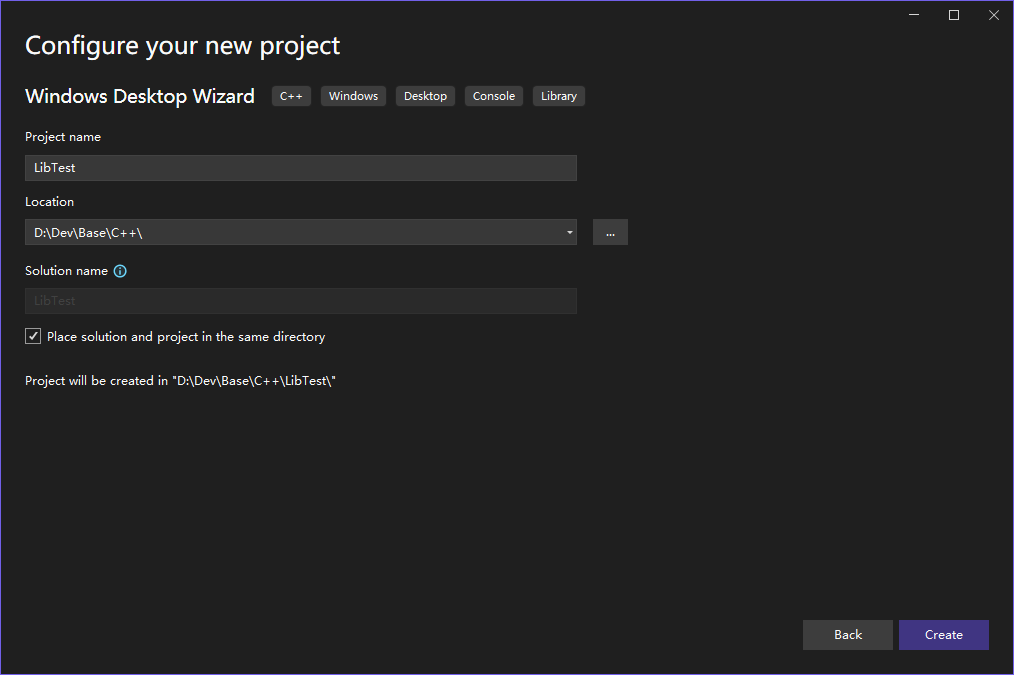 Configure your new project
Windows Desktop Wizard C++ Windows Desktop Console Library
Project name
LibTest
Location
D:\Dev\Base\C++\ ...
Solution name
LibTest
Place solution and project in the same directory
Project will be created in "D:\Dev\Base\C++\LibTest\"
Back Create